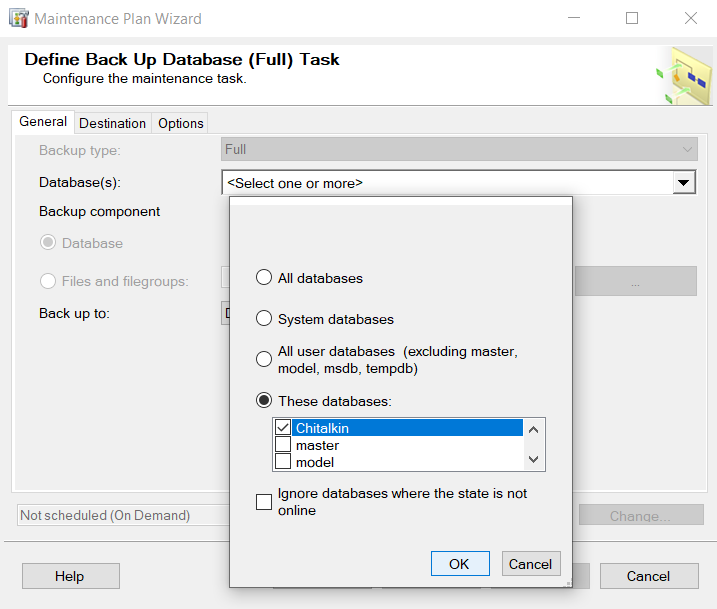 Maintenance Plan Wizard
Define Back Up Database (Full) Task
Configure the maintenance task.
General Destination Options
Backup type: Full
Database(s): <Select one or more>
Backup component
Database
Files and filegroups: ...
Back up to:
All databases
System databases
All user databases (excluding master,
model, msdb, tempdb)
These databases:
Chitalkin
master
model
Ignore databases where the state is not
online
Not scheduled (On Demand) Change...
OK Cancel
Help Cancel